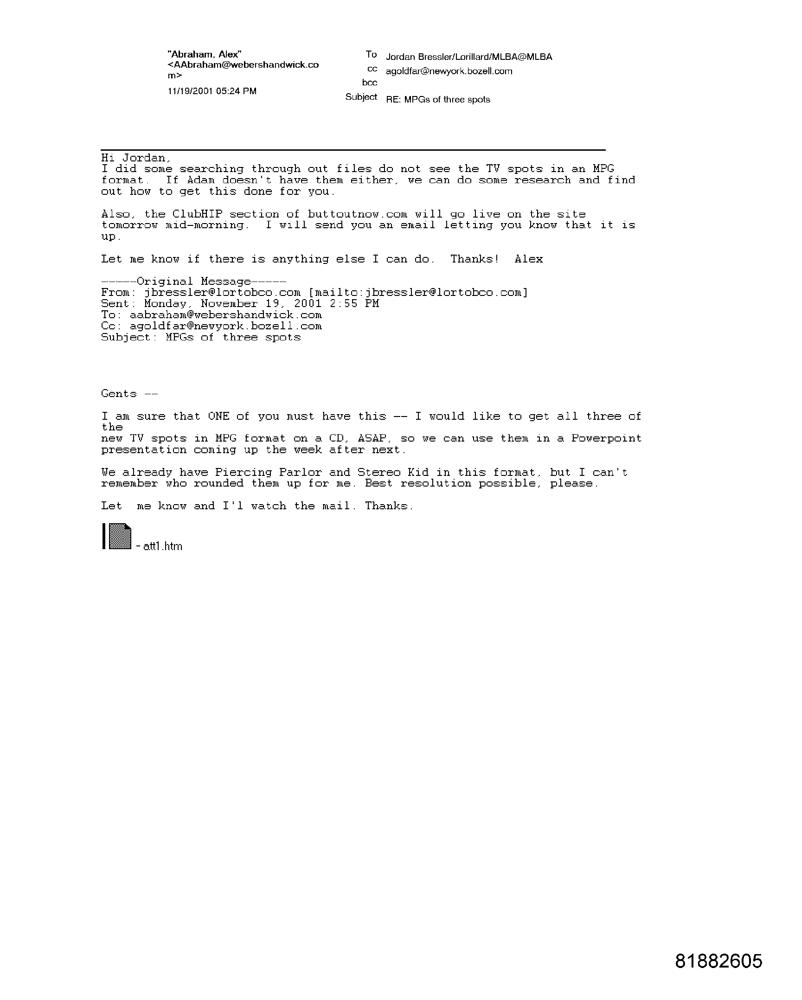 "Abraham, Alex"
<AAbraham@webershandwick.co
m>
11/19/2001 05:24 PM
To Jordan Bressler/Lorillard/MLBA@MLBA
cc agoldfar@newyork.bozell.com
bcc
Subject RE: MPGs of three spots
Hi Jordan,
I did some searching through out files do not see the TV spots in an MPG
format. If Adam doesn't have them either, we can do some research and find
out how to get this done for you.
Also, the ClubHIP section of buttoutnow.com will go live on the site
tomorrow mid-morning. I will send you an email letting you know that it is
up.
Let me know if there is anything else I can do. Thanks! Alex
-----Original Message-----
From: jbressler@lortobco.com [mailto:jbressler@lortobco.com]
Sent: Monday, November 19, 2001 2:55 PM
To: aabraham@webershandwick.com
Cc: agoldfar@newyork.bozell.com
Subject: MPGs of three spots
Gents --
I am sure that ONE of you must have this -- I would like to get all three of
the
new TV spots in MPG format on a CD, ASAP, so we can use them in a Powerpoint
presentation coming up the week after next.
We already have Piercing Parlor and Stereo Kid in this format, but I can't
remember who rounded them up for me. Best resolution possible, please.
Let me know and I'l watch the mail. Thanks.
- att1.htm
81882605